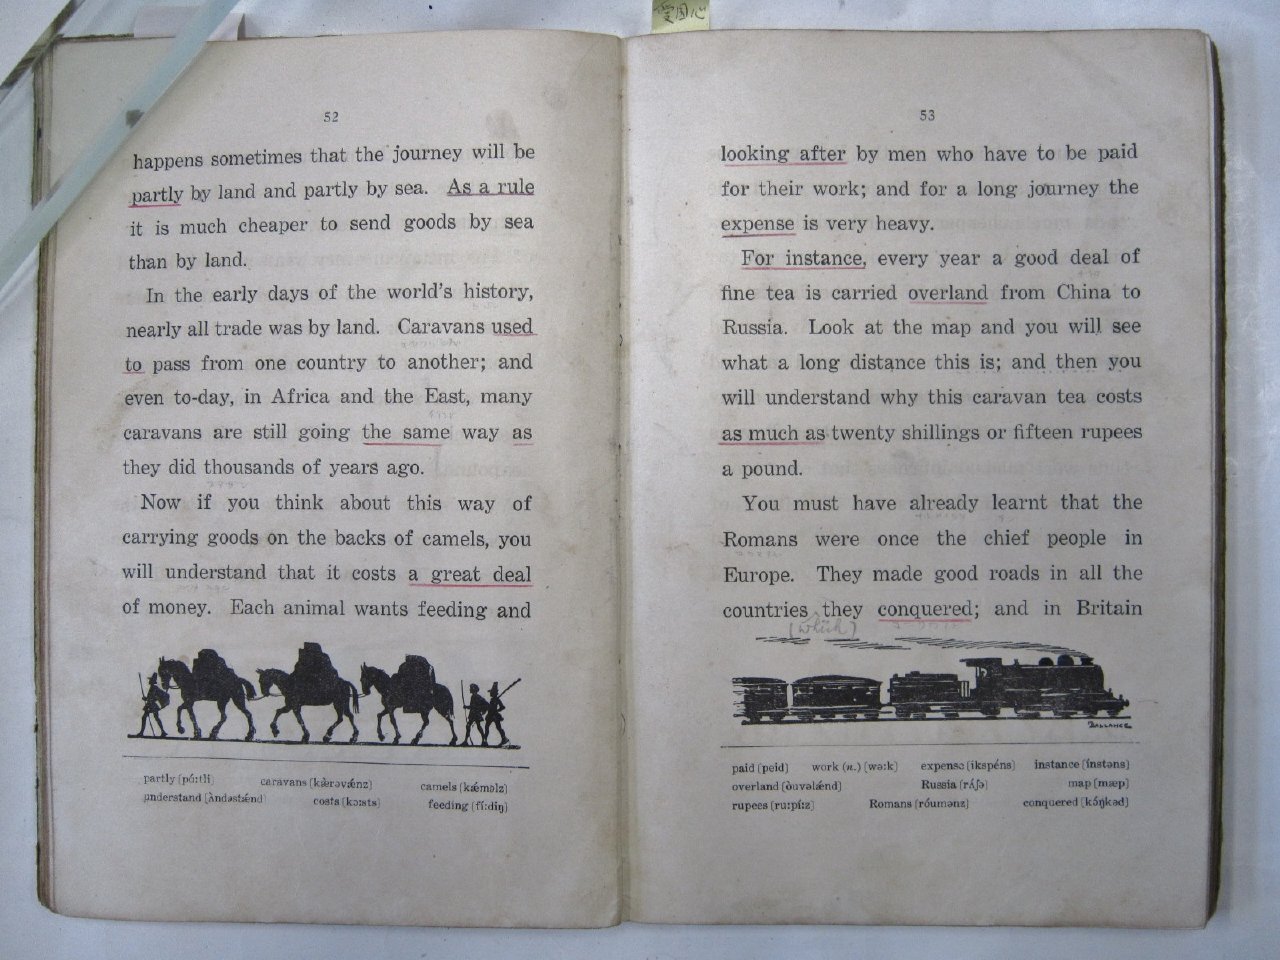 愛国心
52
happens sometimes that the journey will be
partly by land and partly by sea. As a rule
it is much cheaper to send goods by sea
than by land.
In the early days of the world's history,
nearly all trade was by land. Caravans used
to pass from one country to another; and
even to-day, in Africa and the East, many
caravans are still going the same way as
they did thousands of years ago.
Now if you think about this way of
carrying goods on the backs of camels, you
will understand that it costs a great deal
of money. Each animal wants feeding and
partly (pɑ́ːtli) caravans (kæ̀rəvǽnz) camels (kǽməlz)
understand (ʌ̀ndəstǽnd) costs (kɔːsts) feeding (fíːdiŋ)
53
looking after by men who have to be paid
for their work; and for a long journey the
expense is very heavy.
For instance, every year a good deal of
fine tea is carried overland from China to
Russia. Look at the map and you will see
what a long distance this is; and then you
will understand why this caravan tea costs
as much as twenty shillings or fifteen rupees
a pound.
You must have already learnt that the
Romans were once the chief people in
Europe. They made good roads in all the
countries they conquered; and in Britain
(which)
BALLANCE
paid (peid) work (n.) (wəːk) expense (ikspéns) instance (ínstəns)
overland (òuvəlǽnd) Russia (rʌ́ʃə) map (mæp)
rupees (ruːpíːz) Romans (róumənz) conquered (kɔ́ŋkəd)